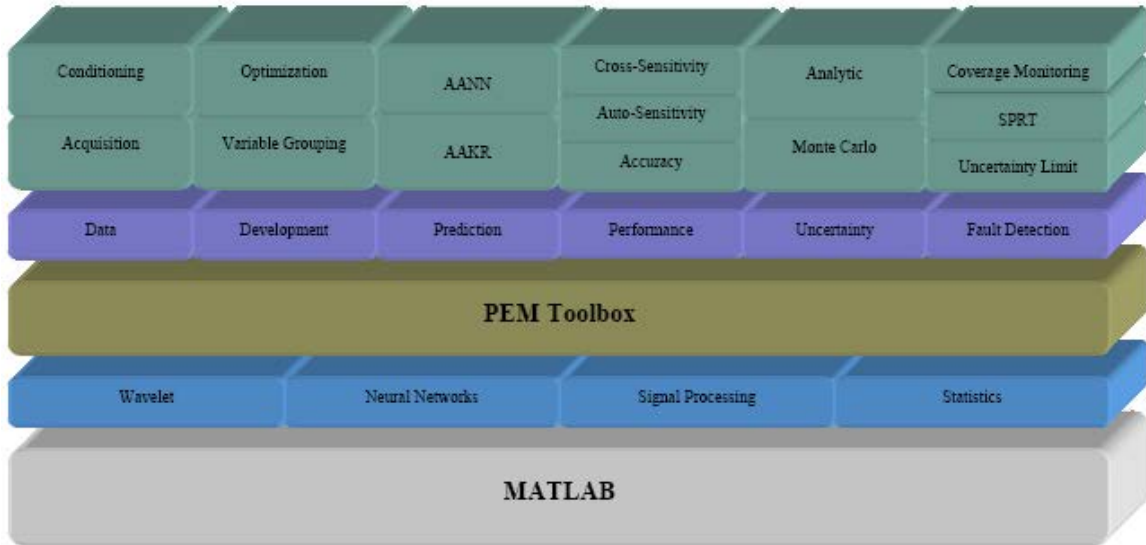 Conditioning
Optimization
AANN
Cross-Sensitivity
Analytic
Coverage Monitoring
Acquisition
Variable Grouping
AAKR
Auto-Sensitivity
Accuracy
Monte Carlo
SPRT
Uncertainty Limit
Data
Development
Prediction
Performance
Uncertainty
Fault Detection
PEM Toolbox
Wavelet
Neural Networks
Signal Processing
Statistics
MATLAB